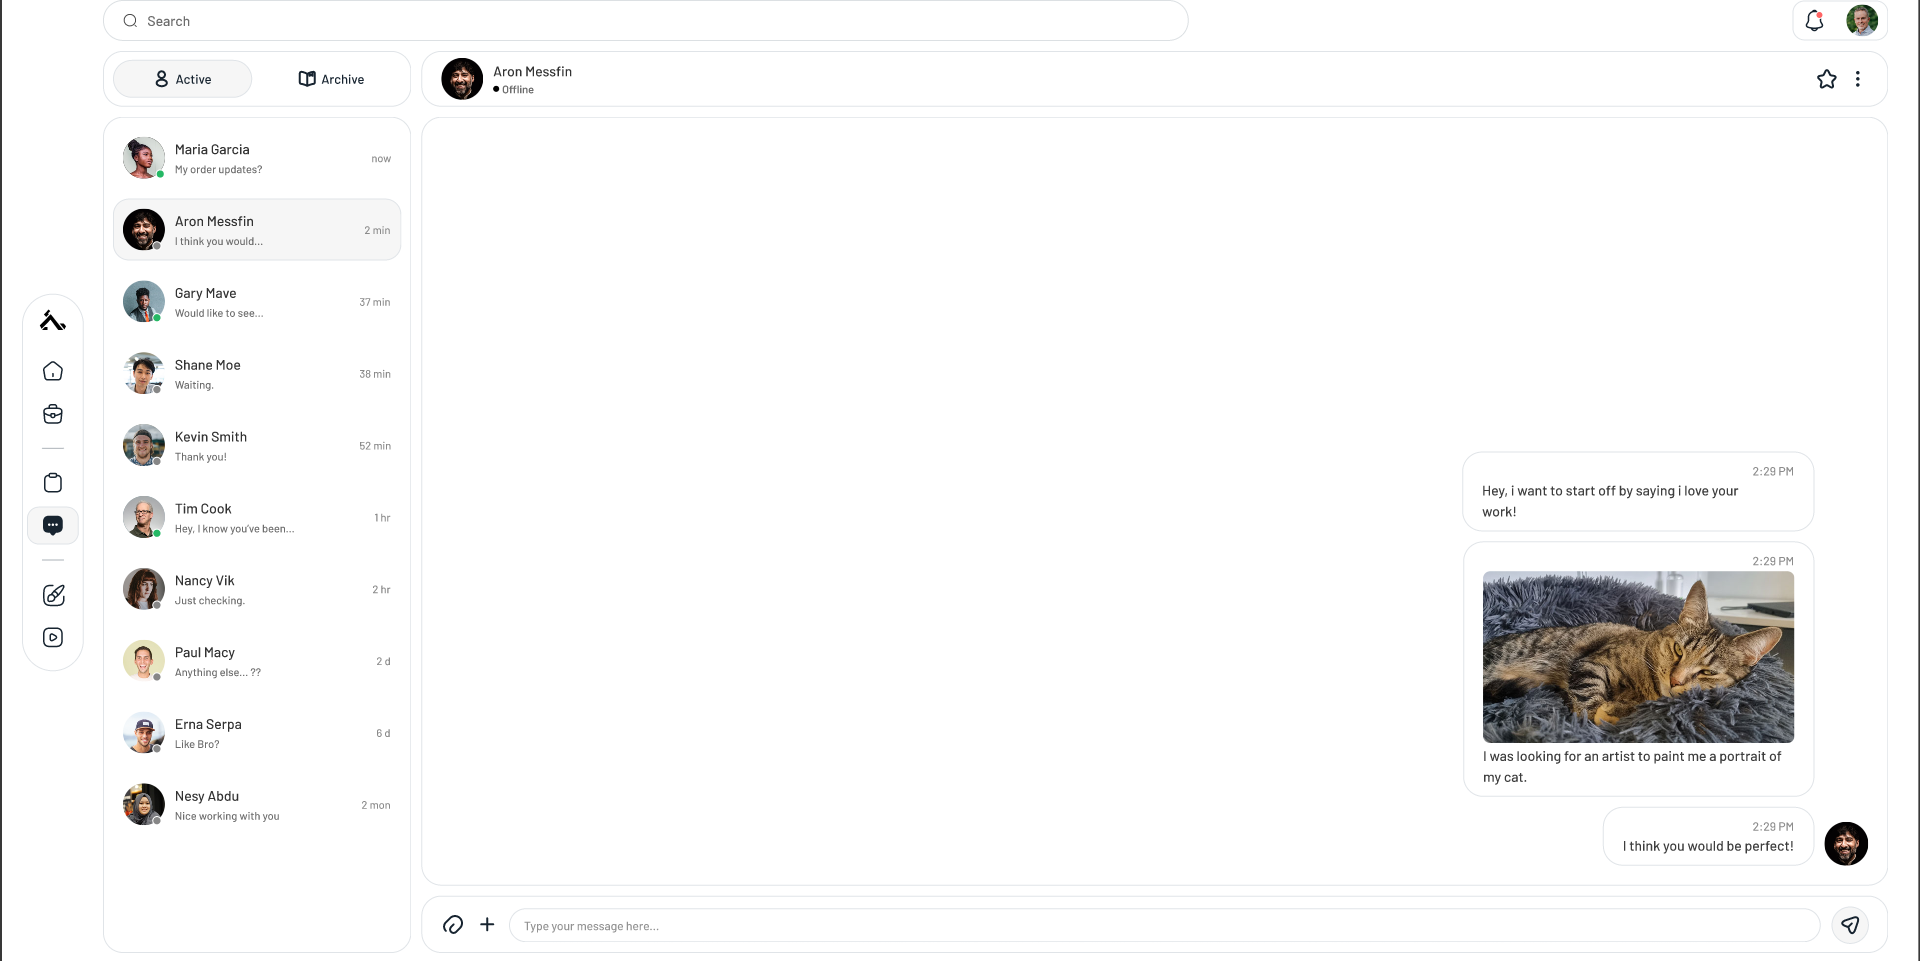 Search
Active
Archive
Aron Messfin
Offline
Maria Garcia
now
My order updates?
Aron Messfin
2 min
I think you would...
Gary Mave
37 min
Would like to see...
Shane Moe
38 min
Waiting.
Kevin Smith
52 min
Thank you!
Tim Cook
1 hr
Hey, I know you've been...
Nancy Vik
2 hr
Just checking.
Paul Macy
2 d
Anything else... ??
Erna Serpa
6 d
Like Bro?
Nesy Abdu
2 mon
Nice working with you
2:29 PM
Hey, i want to start off by saying i love your
work!
2:29 PM
I was looking for an artist to paint me a portrait of
my cat.
2:29 PM
I think you would be perfect!
Type your message here...